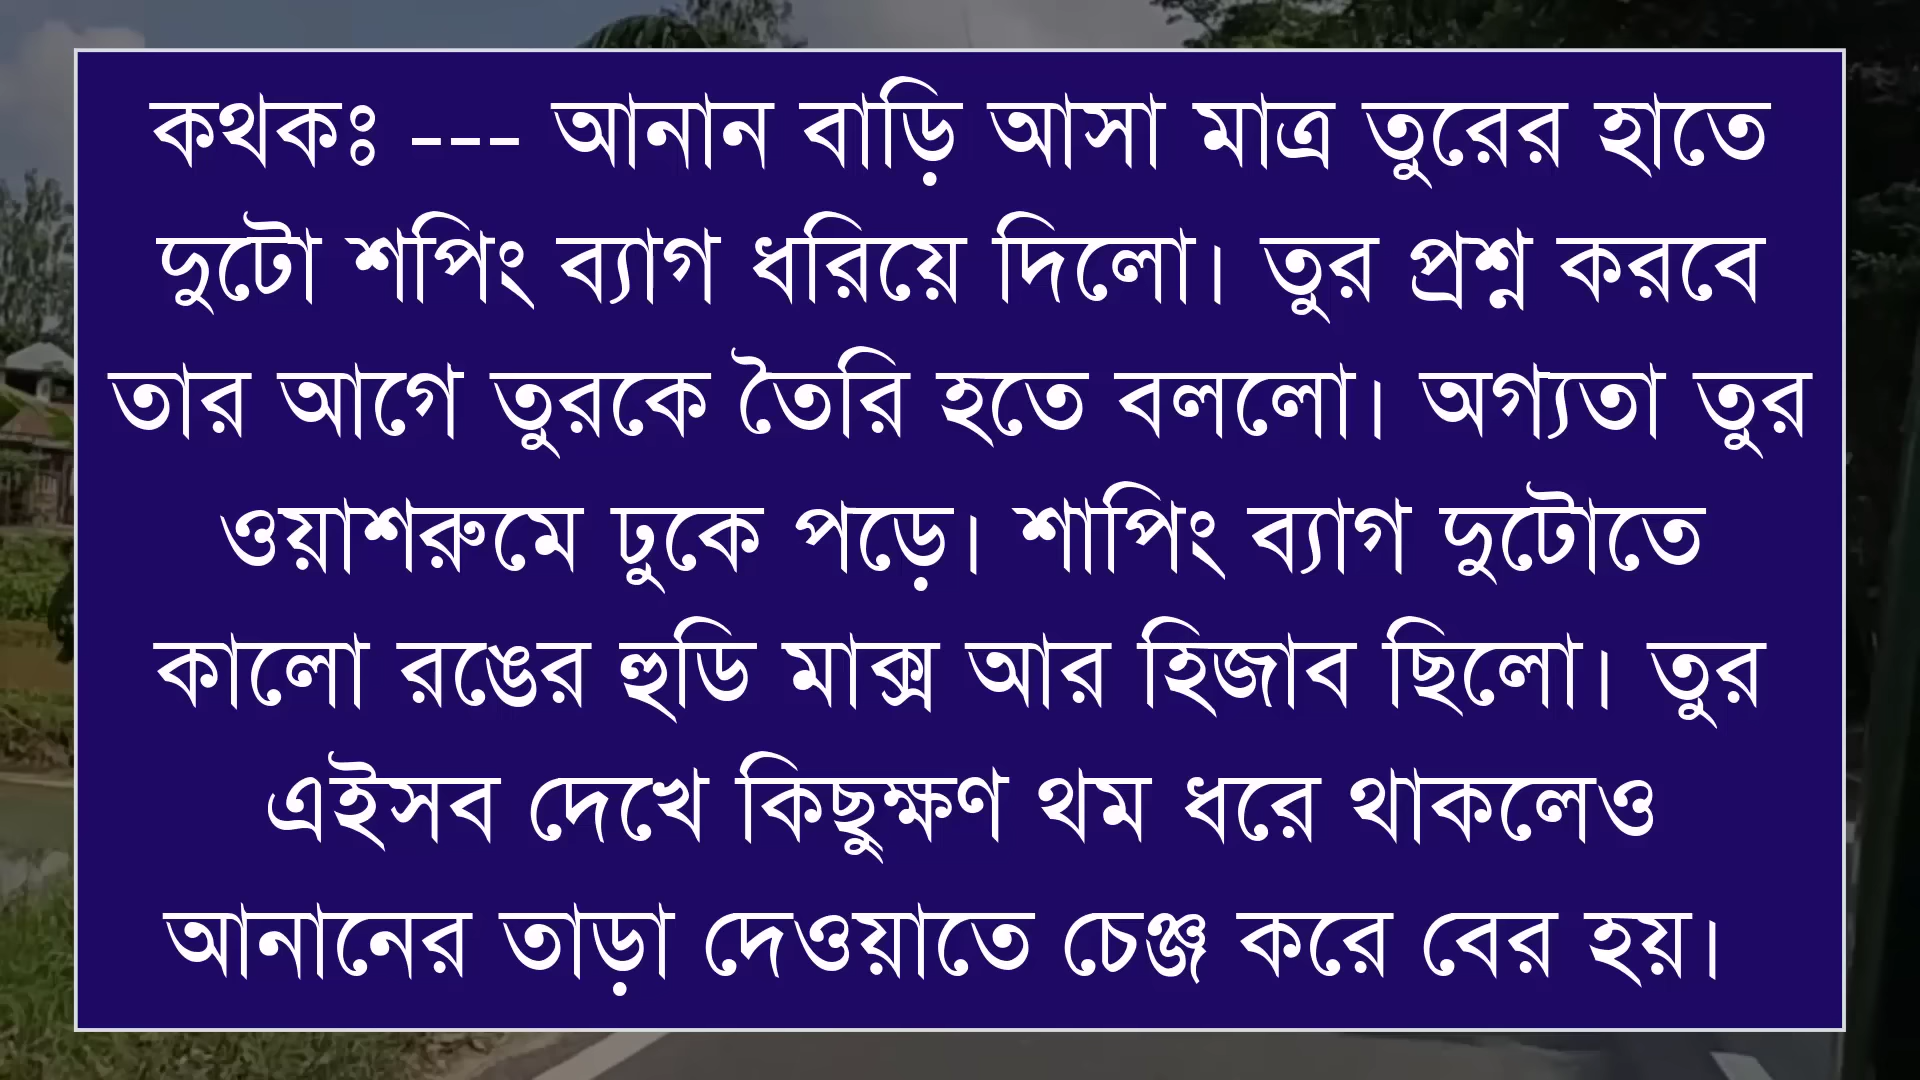 কথকঃ --- আনান বাড়ি আসা মাত্র তুরের হাতে
দুটো শপিং ব্যাগ ধরিয়ে দিলো। তুর প্রশ্ন করবে
তার আগে তুরকে তৈরি হতে বললো। অগ্যতা তুর
ওয়াশরুমে ঢুকে পড়ে। শাপিং ব্যাগ দুটোতে
কালো রঙের হুডি মাক্স আর হিজাব ছিলো। তুর
এইসব দেখে কিছুক্ষণ থম ধরে থাকলেও
আনানের তাড়া দেওয়াতে চেঞ্জ করে বের হয়।